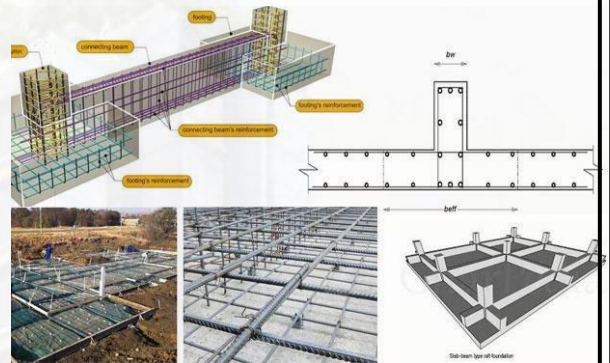 footing
connecting beam
footing's reinforcement
connecting beam's reinforcement
footing's reinforcement
bw
beff
Slab-beam type raft foundation